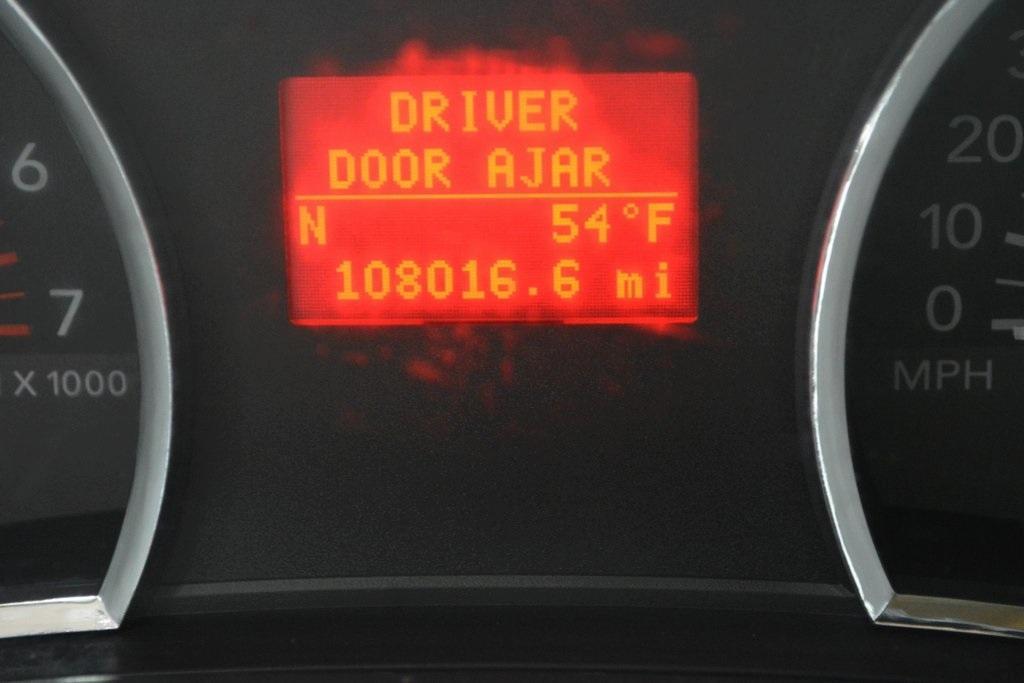 DRIVER
DOOR AJAR
N 54°F
108016.6 mi
6
7
X 1000
20
10
0
MPH